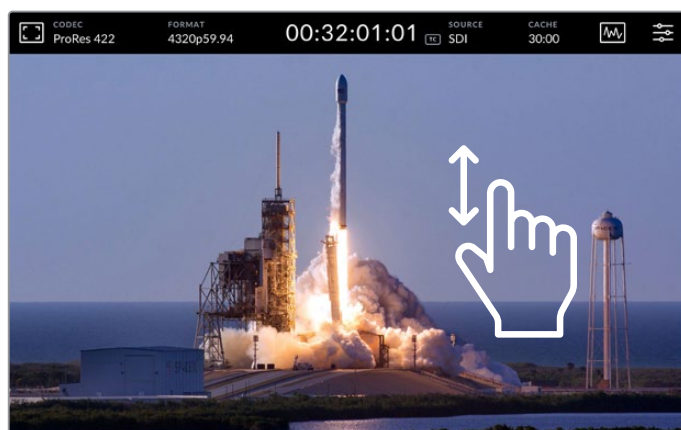 CODEC
ProRes 422
FORMAT
4320p59.94
00:32:01:01
TC
SOURCE
SDI
CACHE
30:00